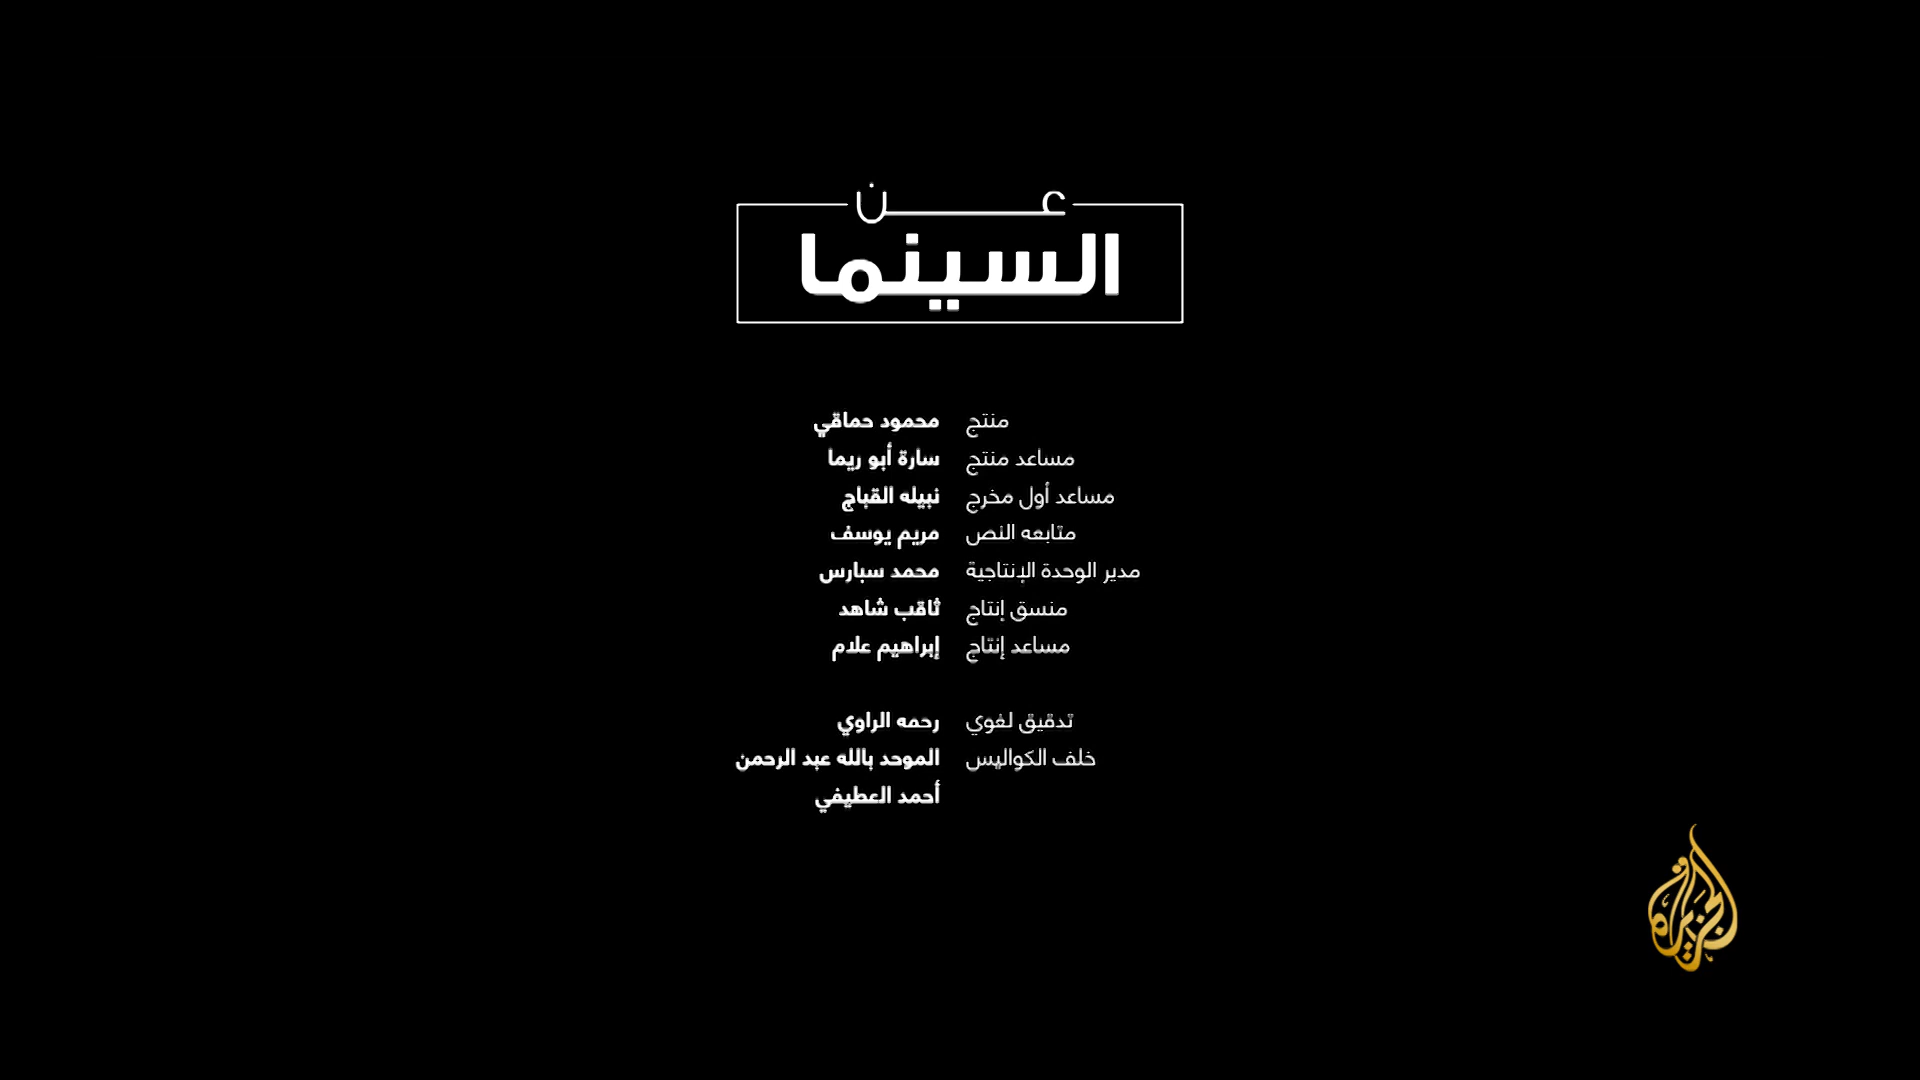 عن
السينما
منتج محمود حماقي
مساعد منتج سارة أبو ريما
مساعد أول مخرج نبيله القباج
متابعه النص مريم يوسف
مدير الوحدة الإنتاجية محمد سبارس
منسق إنتاج ثاقب شاهد
مساعد إنتاج إبراهيم علام
تدقيق لغوي رحمه الراوي
خلف الكواليس الموحد بالله عبد الرحمن
أحمد العطيفي
الجزيرة